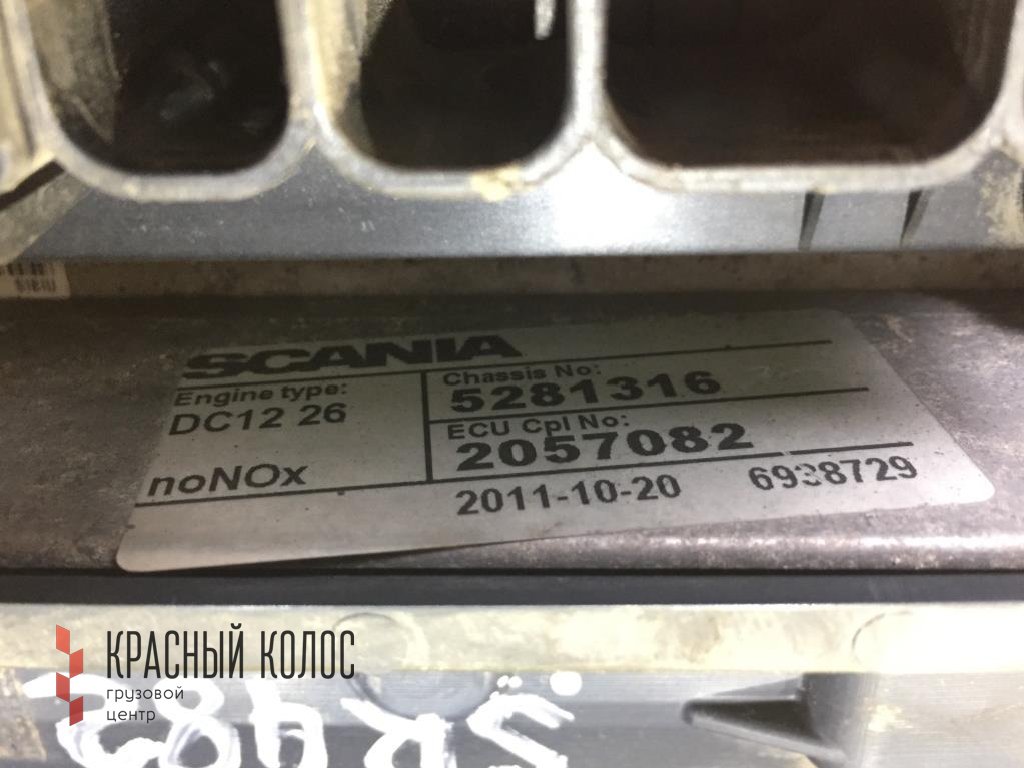 SCANIA
Engine type:
DC12 26
noNOx
Chassis No:
5281316
ECU Cpl No:
2057082
2011-10-20 6938729
КРАСНЫЙ КОЛОС
грузовой
центр